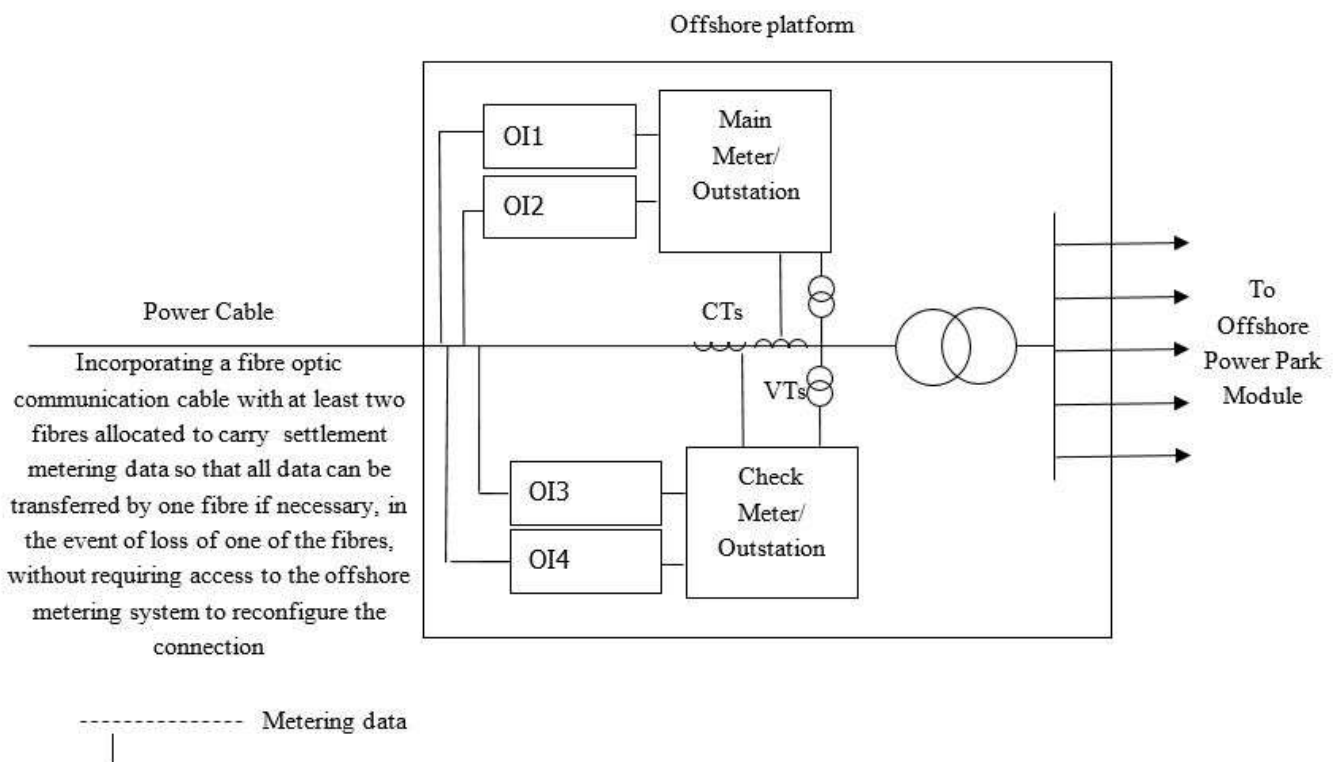 Offshore platform
OI1
OI2
Main
Meter/
Outstation
Power Cable
Incorporating a fibre optic
communication cable with at least two
fibres allocated to carry settlement
metering data so that all data can be
transferred by one fibre if necessary, in
the event of loss of one of the fibres,
without requiring access to the offshore
metering system to reconfigure the
connection
CTs
VTs
To
Offshore
Power Park
Module
OI3
OI4
Check
Meter/
Outstation
Metering data